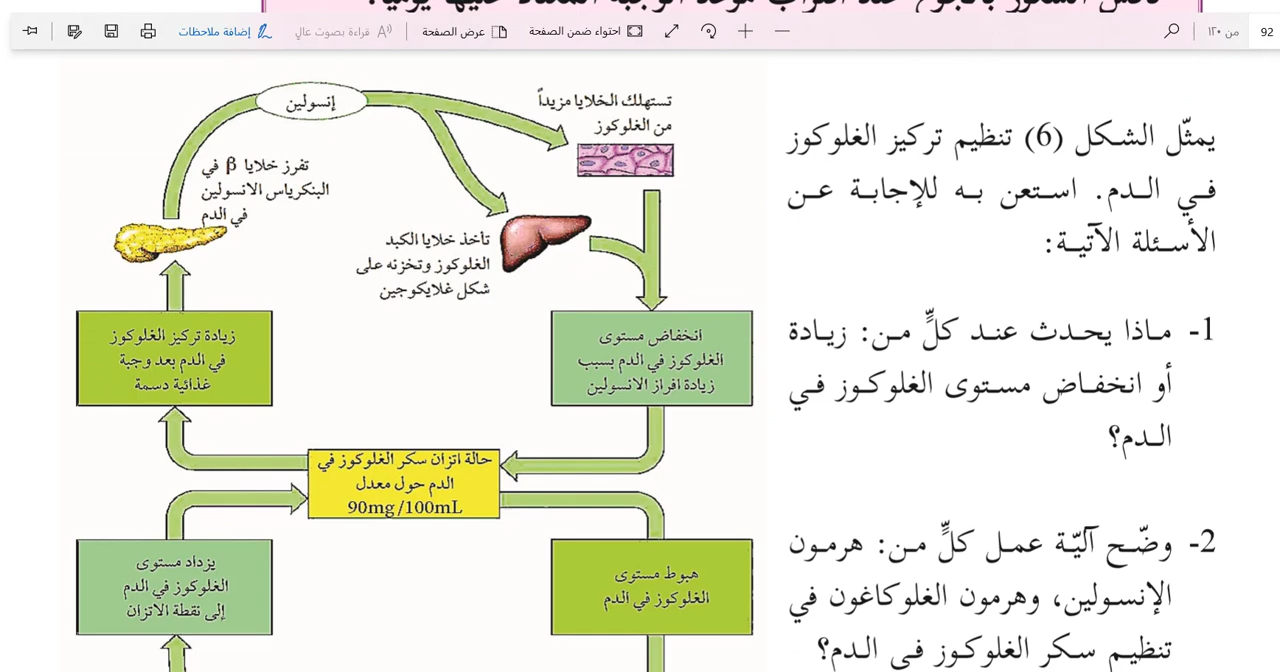 92
من ١٢٠
احتواء ضمن الصفحة
عرض الصفحة
قراءة بصوت عالٍ
إضافة ملاحظات
يمثّل الشكل (6) تنظيم تركيز الغلوكوز
في الدم. استعن به للإجابة عن
الأسئلة الآتية:
1- ماذا يحدث عند كلٍّ من: زيادة
أو انخفاض مستوى الغلوكوز في
الدم؟
2- وضّح آليّة عمل كلٍّ من: هرمون
الإنسولين، وهرمون الغلوكاغون في
تنظيم سكر الغلوكوز في الدم؟
تستهلك الخلايا مزيداً
من الغلوكوز
إنسولين
تفرز خلايا β في
البنكرياس الانسولين
في الدم
تأخذ خلايا الكبد
الغلوكوز وتخزنه على
شكل غلايكوجين
انخفاض مستوى
الغلوكوز في الدم بسبب
زيادة افراز الانسولين
زيادة تركيز الغلوكوز
في الدم بعد وجبة
غذائية دسمة
حالة اتزان سكر الغلوكوز في
الدم حول معدل
90mg/100mL
هبوط مستوى
الغلوكوز في الدم
يزداد مستوى
الغلوكوز في الدم
إلى نقطة الاتزان